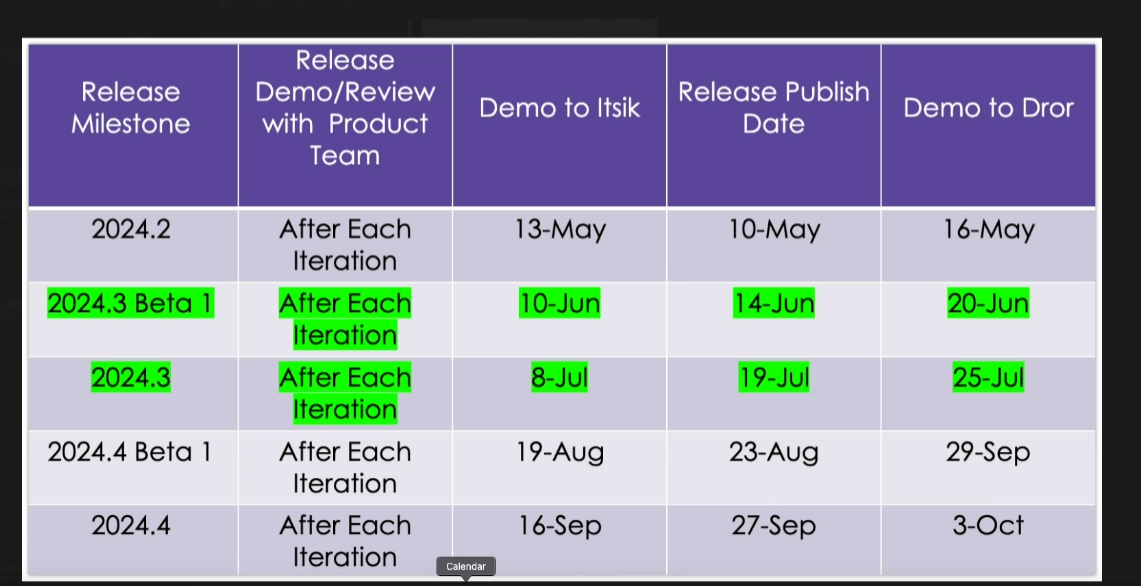 Release Milestone
Release Demo/Review with Product Team
Demo to Itsik
Release Publish Date
Demo to Dror
2024.2
After Each Iteration
13-May
10-May
16-May
2024.3 Beta 1
After Each Iteration
10-Jun
14-Jun
20-Jun
2024.3
After Each Iteration
8-Jul
19-Jul
25-Jul
2024.4 Beta 1
After Each Iteration
19-Aug
23-Aug
29-Sep
2024.4
After Each Iteration
16-Sep
27-Sep
3-Oct
Calendar